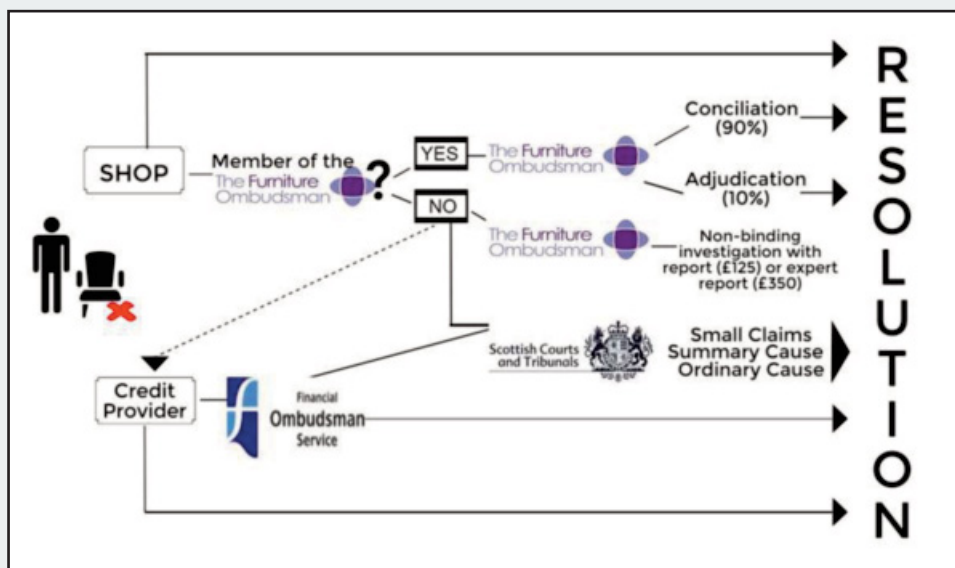 SHOP
Member of the
The Furniture
Ombudsman
?
YES
NO
The Furniture
Ombudsman
Conciliation
(90%)
Adjudication
(10%)
The Furniture
Ombudsman
Non-binding
investigation with
report (£125) or expert
report (£350)
Scottish Courts
and Tribunals
Small Claims
Summary Cause
Ordinary Cause
Credit
Provider
Financial
Ombudsman
Service
RESOLUTION